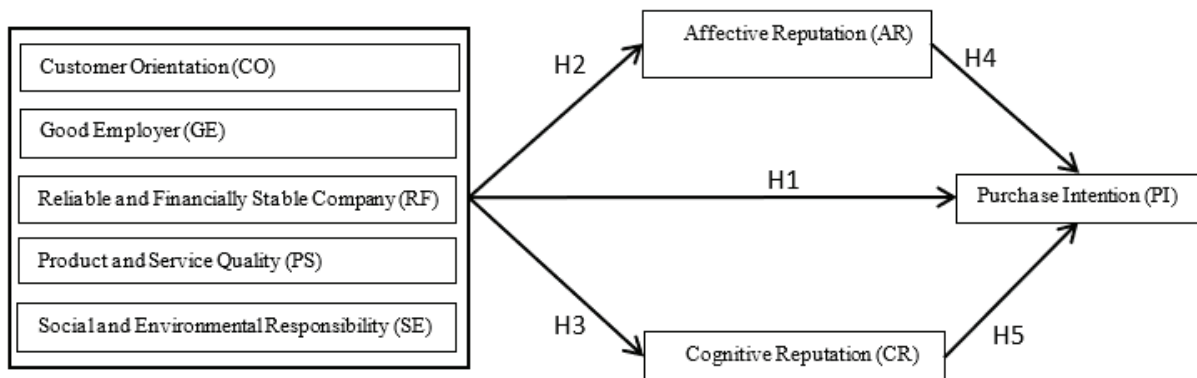 Customer Orientation (CO)
Good Employer (GE)
Reliable and Financially Stable Company (RF)
Product and Service Quality (PS)
Social and Environmental Responsibility (SE)
H2
H1
H3
Affective Reputation (AR)
Cognitive Reputation (CR)
H4
H5
Purchase Intention (PI)